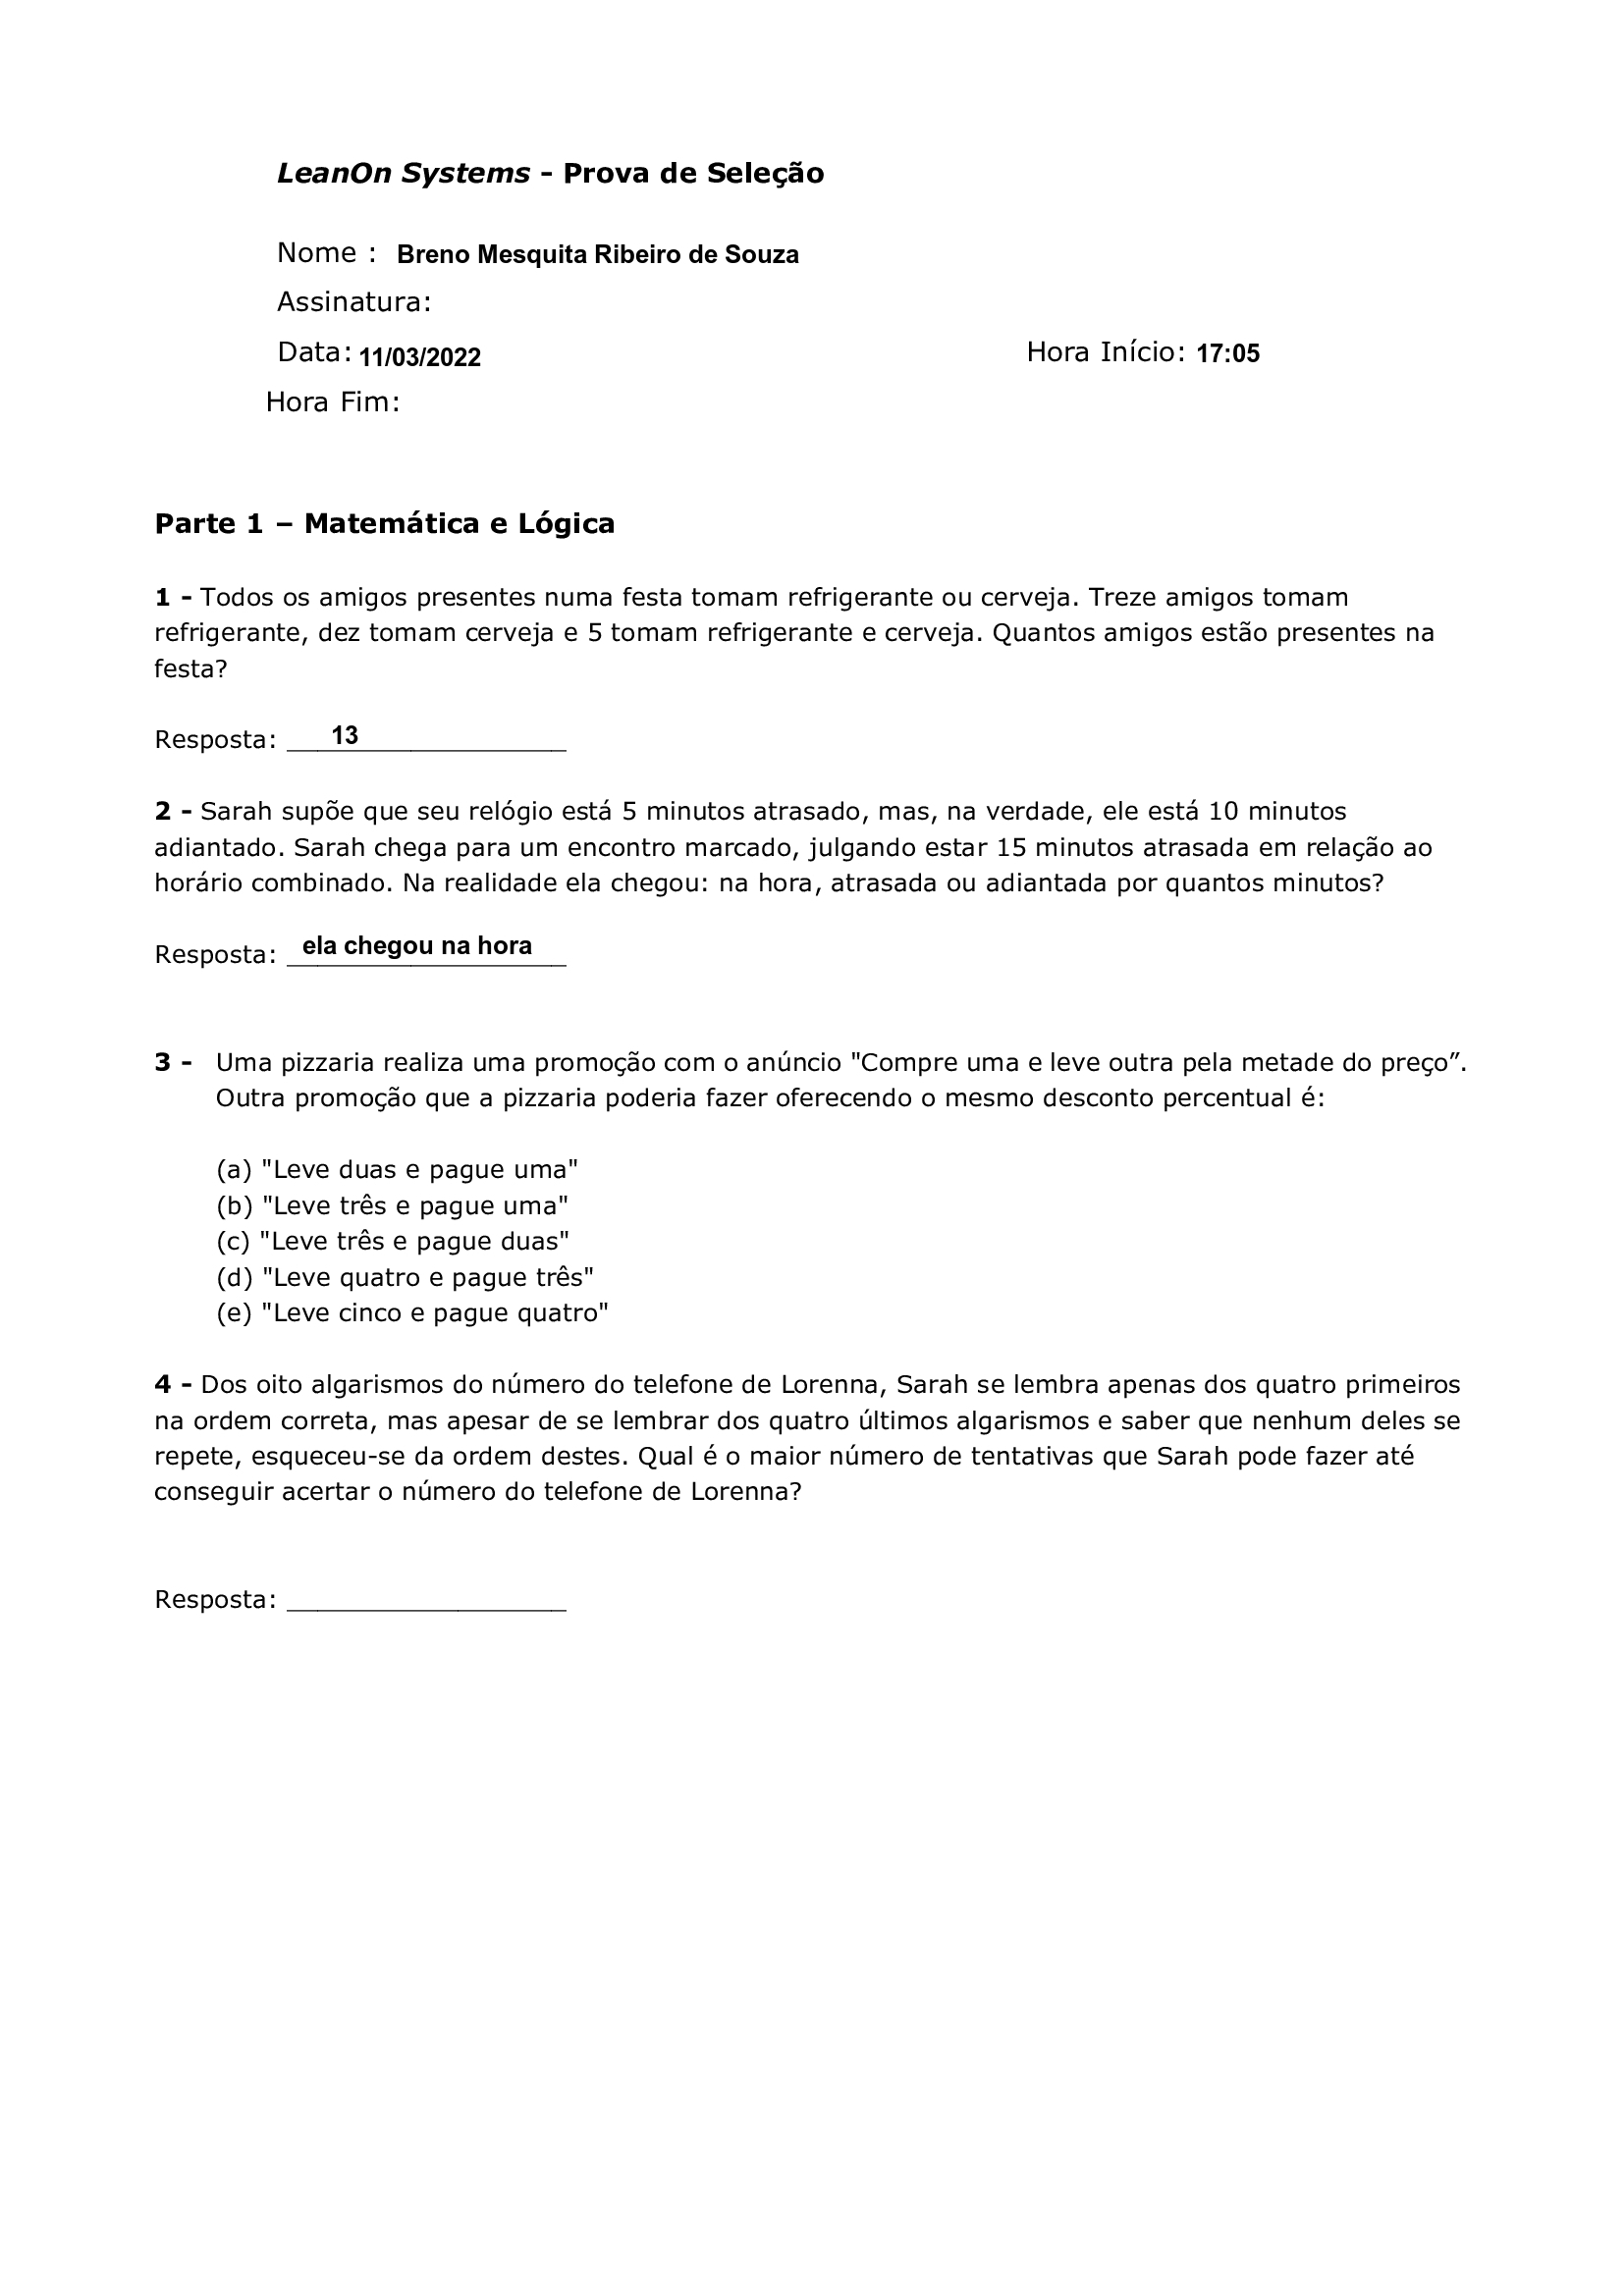 LeanOn Systems - Prova de Seleção
Nome : Breno Mesquita Ribeiro de Souza
Assinatura:
Data: 11/03/2022 Hora Início: 17:05
Hora Fim:
Parte 1 – Matemática e Lógica
1 - Todos os amigos presentes numa festa tomam refrigerante ou cerveja. Treze amigos tomam
refrigerante, dez tomam cerveja e 5 tomam refrigerante e cerveja. Quantos amigos estão presentes na
festa?
Resposta: 13
2 - Sarah supõe que seu relógio está 5 minutos atrasado, mas, na verdade, ele está 10 minutos
adiantado. Sarah chega para um encontro marcado, julgando estar 15 minutos atrasada em relação ao
horário combinado. Na realidade ela chegou: na hora, atrasada ou adiantada por quantos minutos?
Resposta: ela chegou na hora
3 - Uma pizzaria realiza uma promoção com o anúncio "Compre uma e leve outra pela metade do preço”.
Outra promoção que a pizzaria poderia fazer oferecendo o mesmo desconto percentual é:
(a) "Leve duas e pague uma"
(b) "Leve três e pague uma"
(c) "Leve três e pague duas"
(d) "Leve quatro e pague três"
(e) "Leve cinco e pague quatro"
4 - Dos oito algarismos do número do telefone de Lorenna, Sarah se lembra apenas dos quatro primeiros
na ordem correta, mas apesar de se lembrar dos quatro últimos algarismos e saber que nenhum deles se
repete, esqueceu-se da ordem destes. Qual é o maior número de tentativas que Sarah pode fazer até
conseguir acertar o número do telefone de Lorenna?
Resposta: __________________